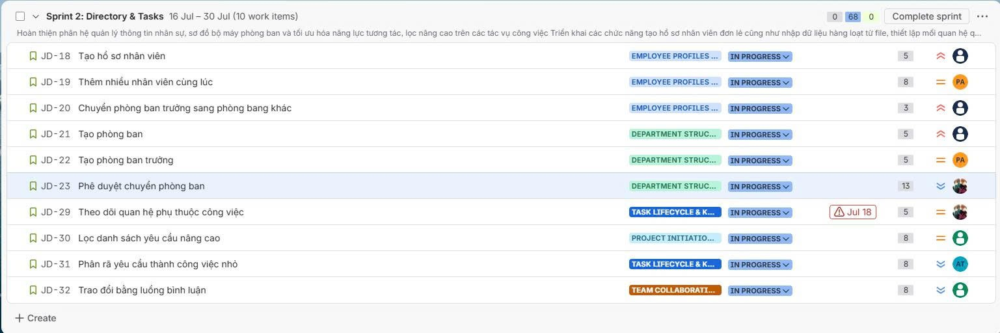 Sprint 2: Directory & Tasks 16 Jul – 30 Jul (10 work items) 0 68 0 Complete sprint
Hoàn thiện phân hệ quản lý thông tin nhân sự, sơ đồ bộ máy phòng ban và tối ưu hóa năng lực tương tác, lọc nâng cao trên các tác vụ công việc Triển khai các chức năng tạo hồ sơ nhân viên đơn lẻ cũng như nhập dữ liệu hàng loạt từ file, thiết lập mối quan hệ q...
JD-18 Tạo hồ sơ nhân viên EMPLOYEE PROFILES ... IN PROGRESS 5
JD-19 Thêm nhiều nhân viên cùng lúc EMPLOYEE PROFILES ... IN PROGRESS 8 PA
JD-20 Chuyển phòng ban trưởng sang phòng bang khác EMPLOYEE PROFILES ... IN PROGRESS 3
JD-21 Tạo phòng ban DEPARTMENT STRUC... IN PROGRESS 5
JD-22 Tạo phòng ban trưởng DEPARTMENT STRUC... IN PROGRESS 5 PA
JD-23 Phê duyệt chuyển phòng ban DEPARTMENT STRUC... IN PROGRESS 13
JD-29 Theo dõi quan hệ phụ thuộc công việc TASK LIFECYCLE & K... IN PROGRESS Jul 18 5
JD-30 Lọc danh sách yêu cầu nâng cao PROJECT INITIATIO... IN PROGRESS 8
JD-31 Phân rã yêu cầu thành công việc nhỏ TASK LIFECYCLE & K... IN PROGRESS 8 AT
JD-32 Trao đổi bằng luồng bình luận TEAM COLLABORATI... IN PROGRESS 8
Create